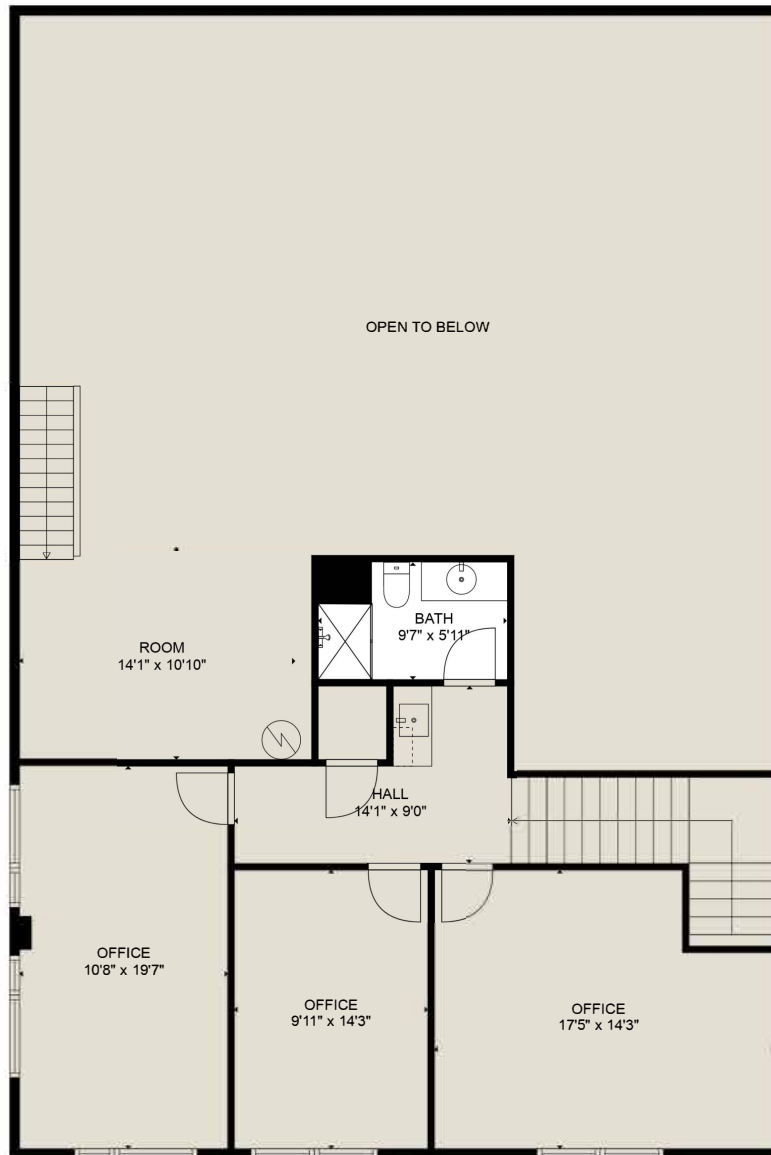 OPEN TO BELOW
BATH
9'7" x 5'11"
ROOM
14'1" x 10'10"
HALL
14'1" x 9'0"
OFFICE
10'8" x 19'7"
OFFICE
9'11" x 14'3"
OFFICE
17'5" x 14'3"